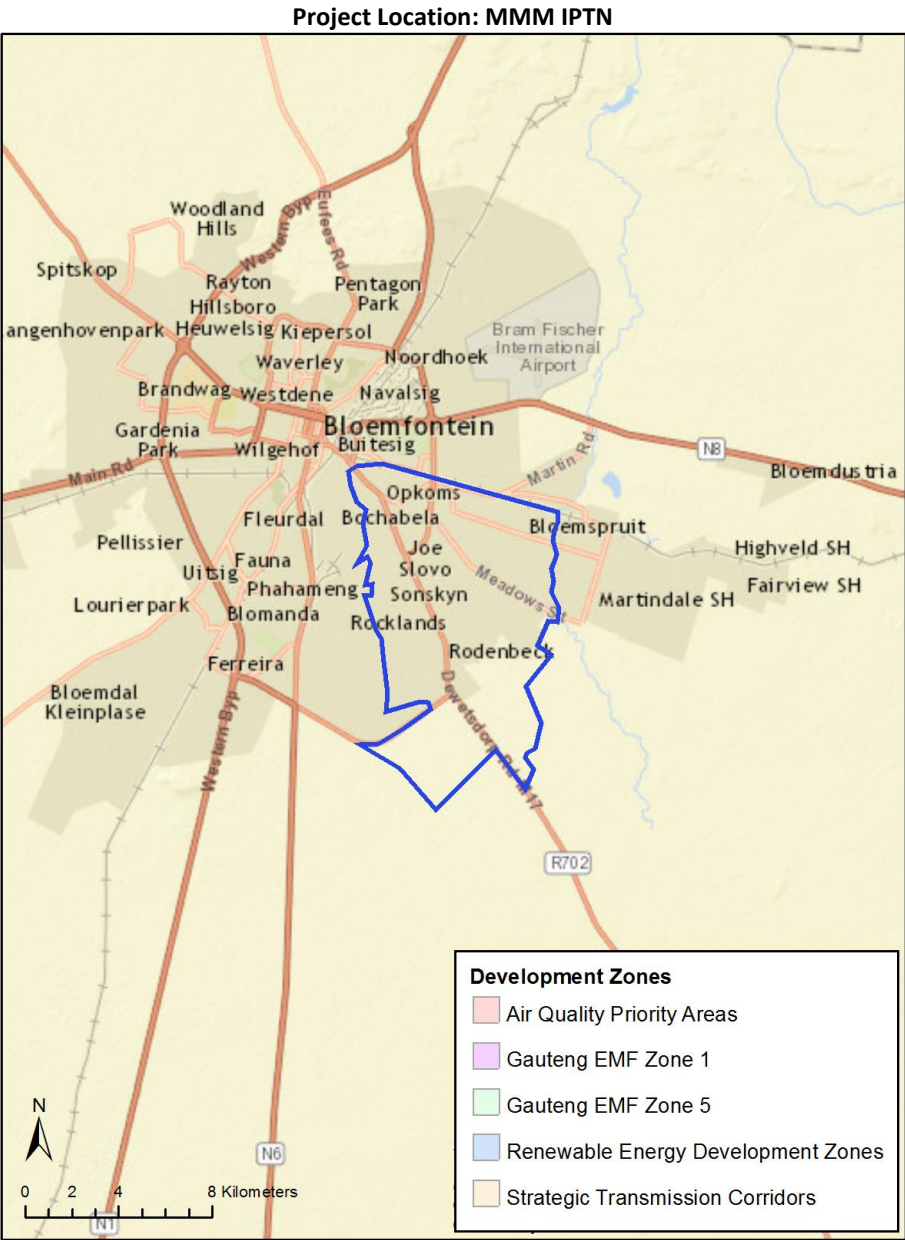 Project Location: MMM IPTN
Woodland
Hills
Western Byp
Eufees Rd
Spitskop
Rayton
Pentagon
Park
Hillsboro
angenhovenpark
Heuwelsig
Kiepersol
Bram Fischer
International
Airport
Waverley
Noordhoek
Brandwag
Westdene
Navalsig
Bloemfontein
Gardenia
Park
Wilgehof
Buitesig
N8
Main Rd
Martin Rd
Bloemdustria
Opkoms
Fleurdal
Bochabela
Bloemspruit
Pellissier
Joe
Slovo
Highveld SH
Uitsig
Fauna
Phahameng
Sonskyn
Meadows St
Fairview SH
Martindale SH
Lourierpark
Blomanda
Rocklands
Rodenbeck
Ferreira
Bloemdal
Kleinplase
Western Byp
Dewetsdorp Rd M17
R702
Development Zones
Air Quality Priority Areas
Gauteng EMF Zone 1
Gauteng EMF Zone 5
Renewable Energy Development Zones
Strategic Transmission Corridors
N
0 2 4 8 Kilometers
N6
N1